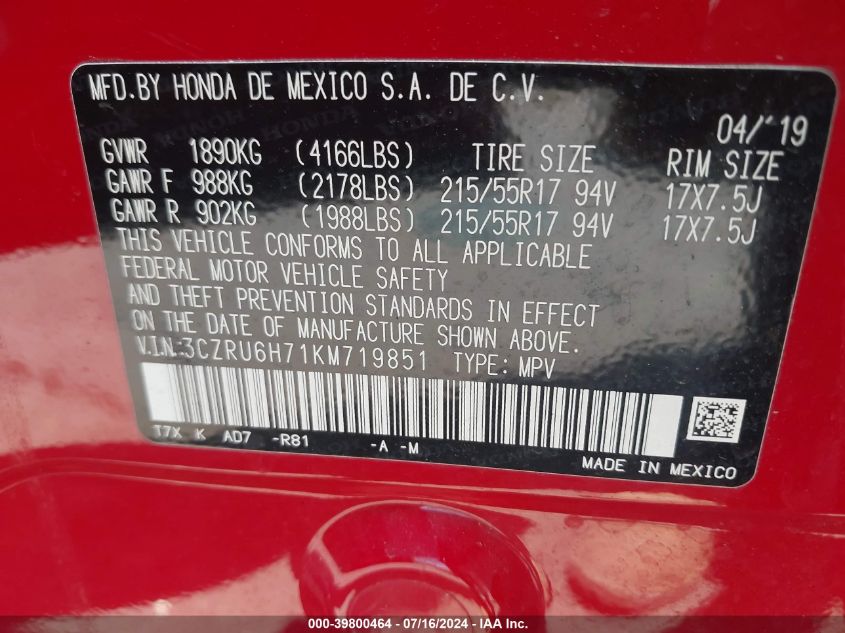 MFD.BY HONDA DE MEXICO S.A. DE C.V.
04/'19
GVWR 1890KG (4166LBS) TIRE SIZE RIM SIZE
GAWR F 988KG (2178LBS) 215/55R17 94V 17X7.5J
GAWR R 902KG (1988LBS) 215/55R17 94V 17X7.5J
THIS VEHICLE CONFORMS TO ALL APPLICABLE
FEDERAL MOTOR VEHICLE SAFETY
AND THEFT PREVENTION STANDARDS IN EFFECT
ON THE DATE OF MANUFACTURE SHOWN ABOVE.
V.I.N:3CZRU6H71KM719851 TYPE: MPV
T7X K AD7 -R81 -A -M
MADE IN MEXICO
000-39800464 / 07/16/2024 - IAA Inc.